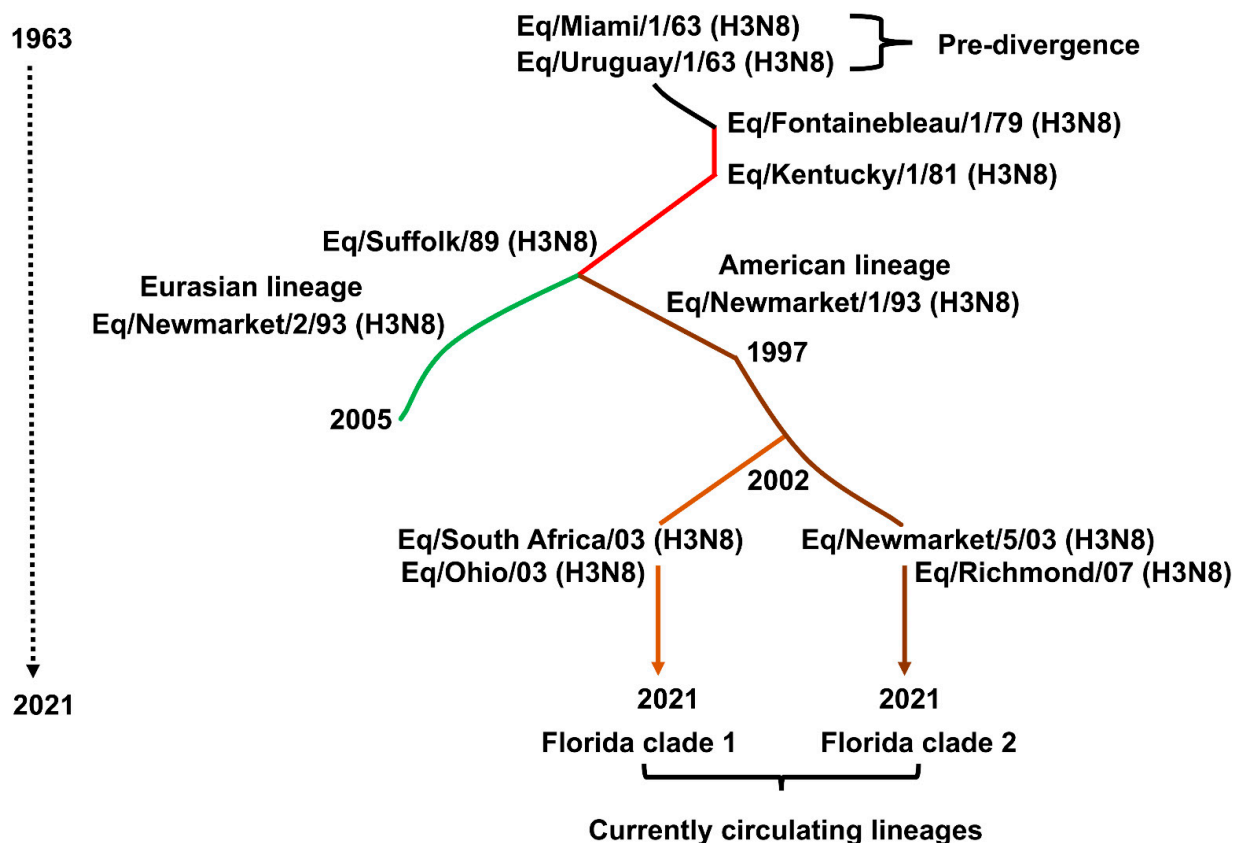 1963
Eq/Miami/1/63 (H3N8)
Eq/Uruguay/1/63 (H3N8)
Pre-divergence
Eq/Fontainebleau/1/79 (H3N8)
Eq/Kentucky/1/81 (H3N8)
Eq/Suffolk/89 (H3N8)
Eurasian lineage
Eq/Newmarket/2/93 (H3N8)
American lineage
Eq/Newmarket/1/93 (H3N8)
1997
2005
2002
Eq/South Africa/03 (H3N8)
Eq/Ohio/03 (H3N8)
Eq/Newmarket/5/03 (H3N8)
Eq/Richmond/07 (H3N8)
2021
2021
2021
Florida clade 1
Florida clade 2
Currently circulating lineages